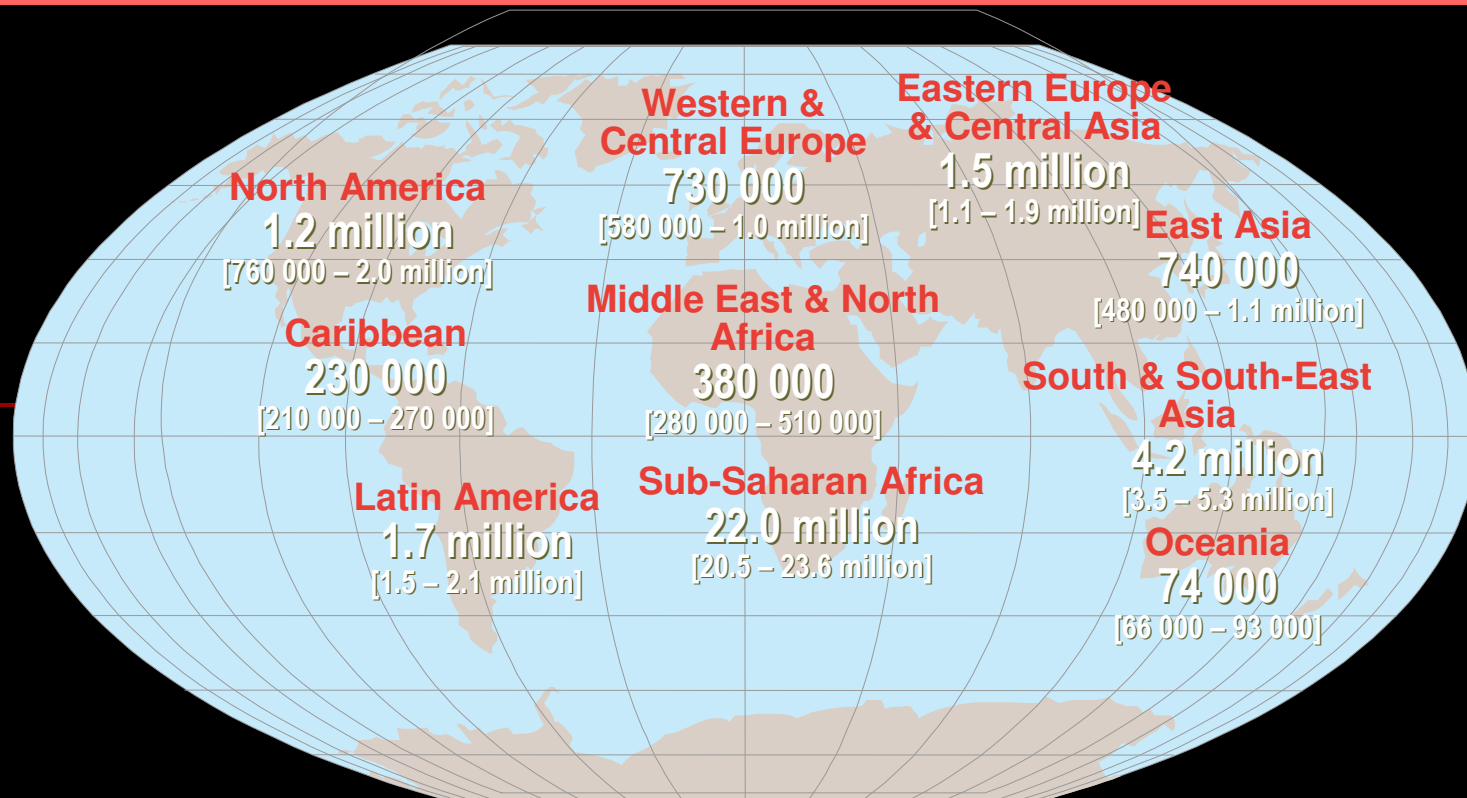 Western &
Central Europe
730 000
[580 000 – 1.0 million]
Eastern Europe
& Central Asia
1.5 million
[1.1 – 1.9 million]
North America
1.2 million
[760 000 – 2.0 million]
East Asia
740 000
[480 000 – 1.1 million]
Caribbean
230 000
[210 000 – 270 000]
Middle East & North
Africa
380 000
[280 000 – 510 000]
South & South-East
Asia
4.2 million
[3.5 – 5.3 million]
Latin America
1.7 million
[1.5 – 2.1 million]
Sub-Saharan Africa
22.0 million
[20.5 – 23.6 million]
Oceania
74 000
[66 000 – 93 000]